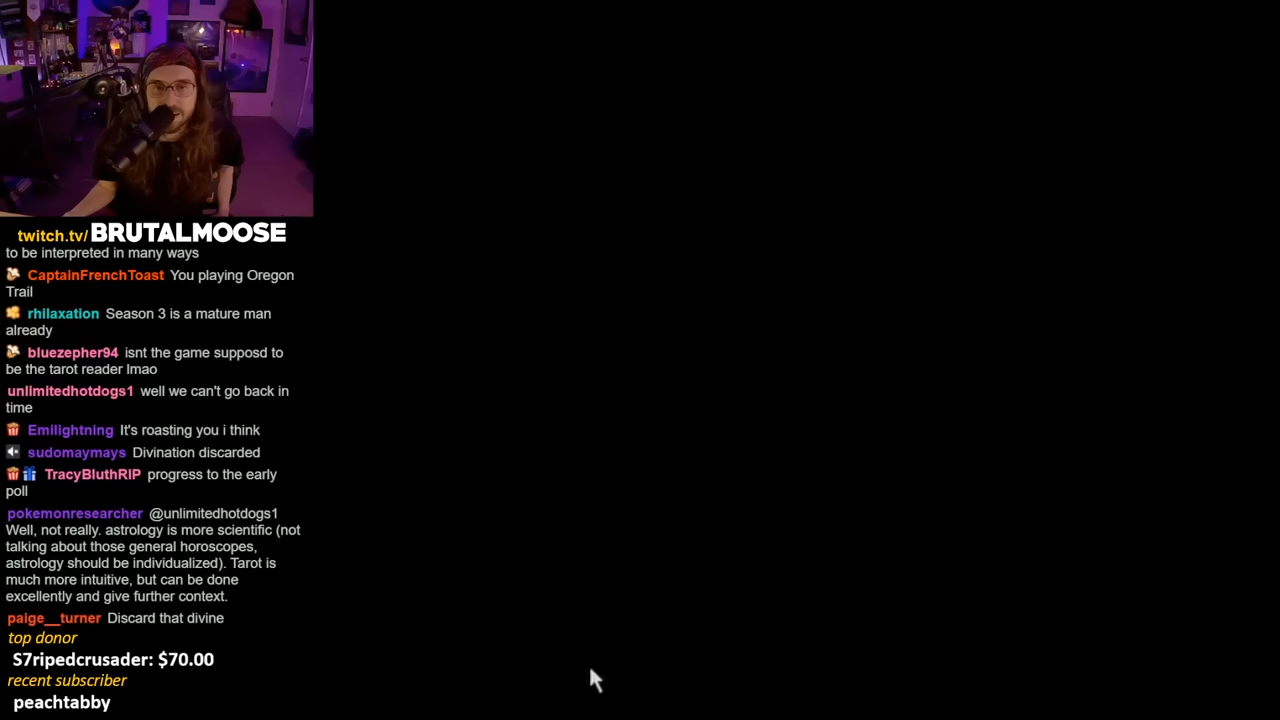 twitch.tv/BRUTALMOOSE
to be interpreted in many ways
CaptainFrenchToast You playing Oregon
Trail
rhilaxation Season 3 is a mature man
already
bluezepher94 isnt the game supposd to
be the tarot reader lmao
unlimitedhotdogs1 well we can't go back in
time
Emilightning It's roasting you i think
sudomaymays Divination discarded
TracyBluthRIP progress to the early
poll
pokemonresearcher @unlimitedhotdogs1
Well, not really. astrology is more scientific (not
talking about those general horoscopes,
astrology should be individualized). Tarot is
much more intuitive, but can be done
excellently and give further context.
paige__turner Discard that divine
top donor
S7ripedcrusader: $70.00
recent subscriber
peachtabby